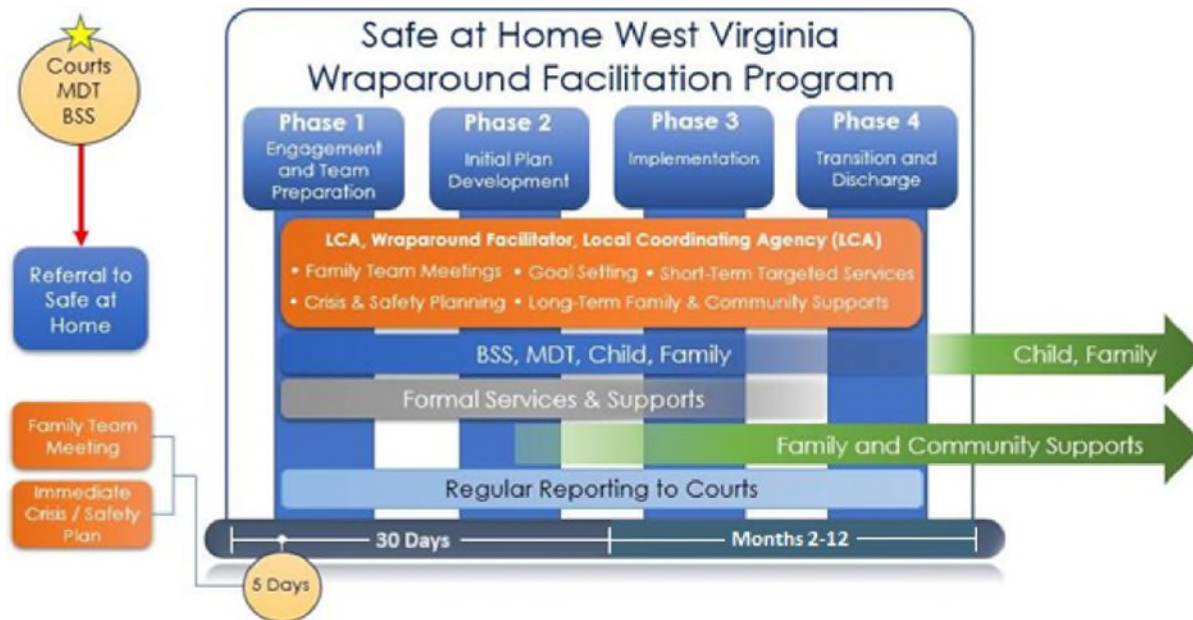 Safe at Home West Virginia
Wraparound Facilitation Program
Courts
MDT
BSS
Referral to
Safe at
Home
Phase 1
Engagement
and Team
Preparation
Phase 2
Initial Plan
Development
Phase 3
Implementation
Phase 4
Transition and
Discharge
LCA, Wraparound Facilitator, Local Coordinating Agency (LCA)
• Family Team Meetings • Goal Setting • Short-Term Targeted Services
• Crisis & Safety Planning • Long-Term Family & Community Supports
BSS, MDT, Child, Family
Child, Family
Formal Services & Supports
Family and Community Supports
Regular Reporting to Courts
Family Team
Meeting
Immediate
Crisis / Safety
Plan
30 Days
Months 2-12
5 Days